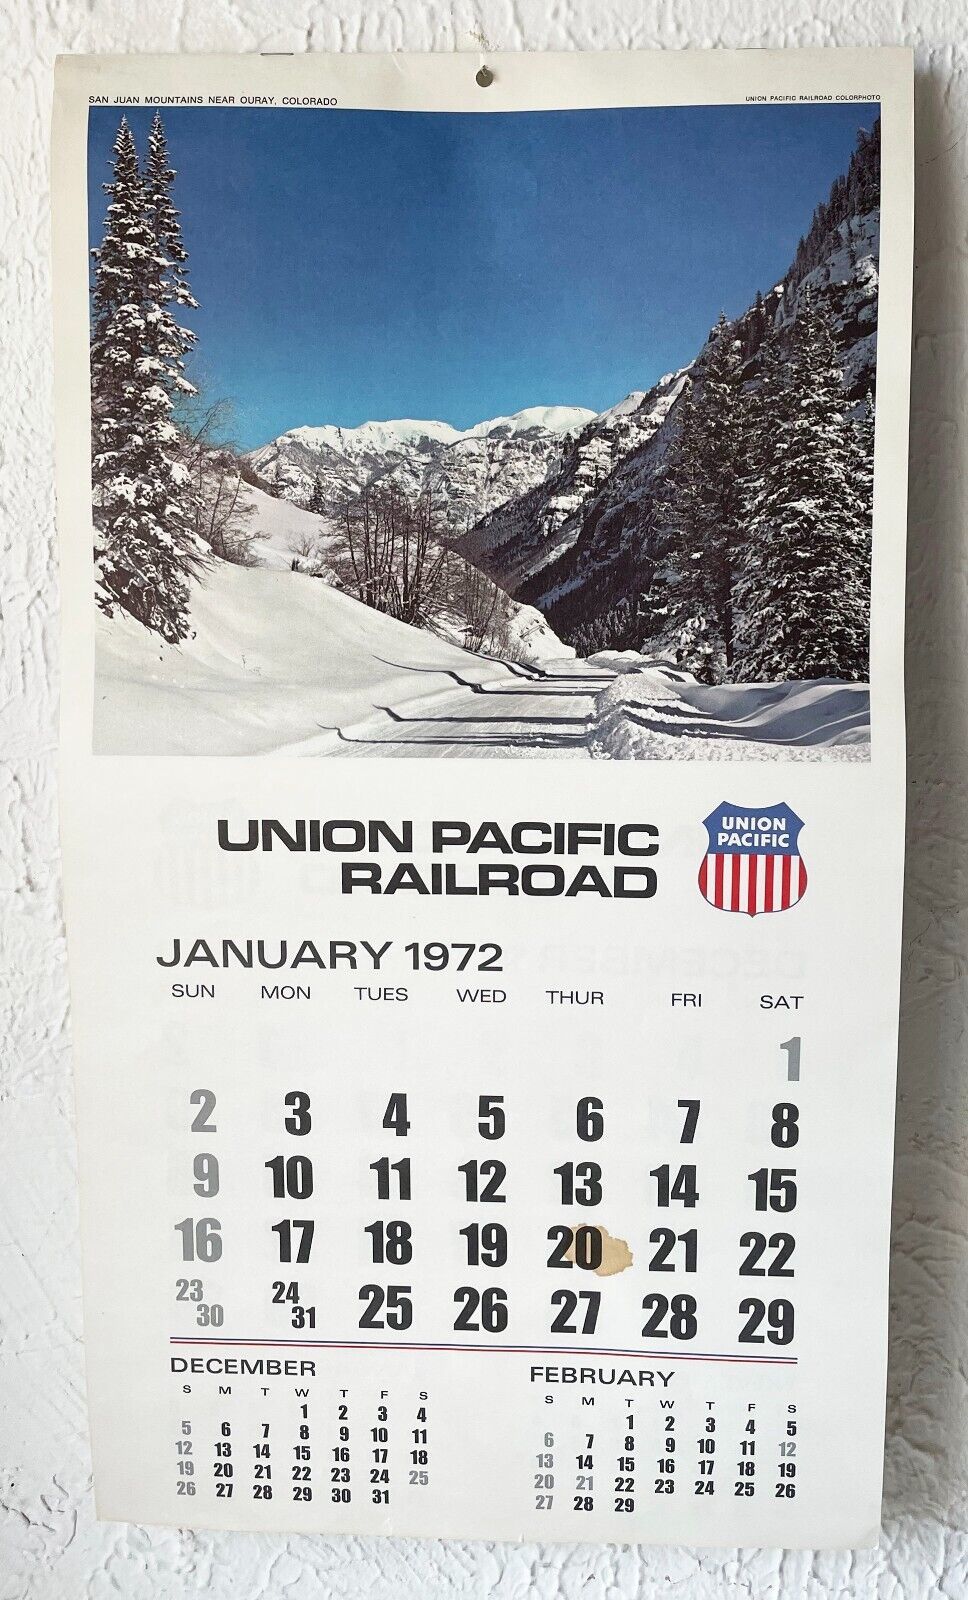 SAN JUAN MOUNTAINS NEAR OURAY, COLORADO
UNION PACIFIC RAILROAD COLORPHOTO
UNION PACIFIC
RAILROAD
UNION
PACIFIC
JANUARY 1972
SUN MON TUES WED THUR FRI SAT
1
2 3 4 5 6 7 8
9 10 11 12 13 14 15
16 17 18 19 20 21 22
23/30 24/31 25 26 27 28 29
DECEMBER
S M T W T F S
1 2 3 4
5 6 7 8 9 10 11
12 13 14 15 16 17 18
19 20 21 22 23 24 25
26 27 28 29 30 31
FEBRUARY
S M T W T F S
1 2 3 4 5
6 7 8 9 10 11 12
13 14 15 16 17 18 19
20 21 22 23 24 25 26
27 28 29